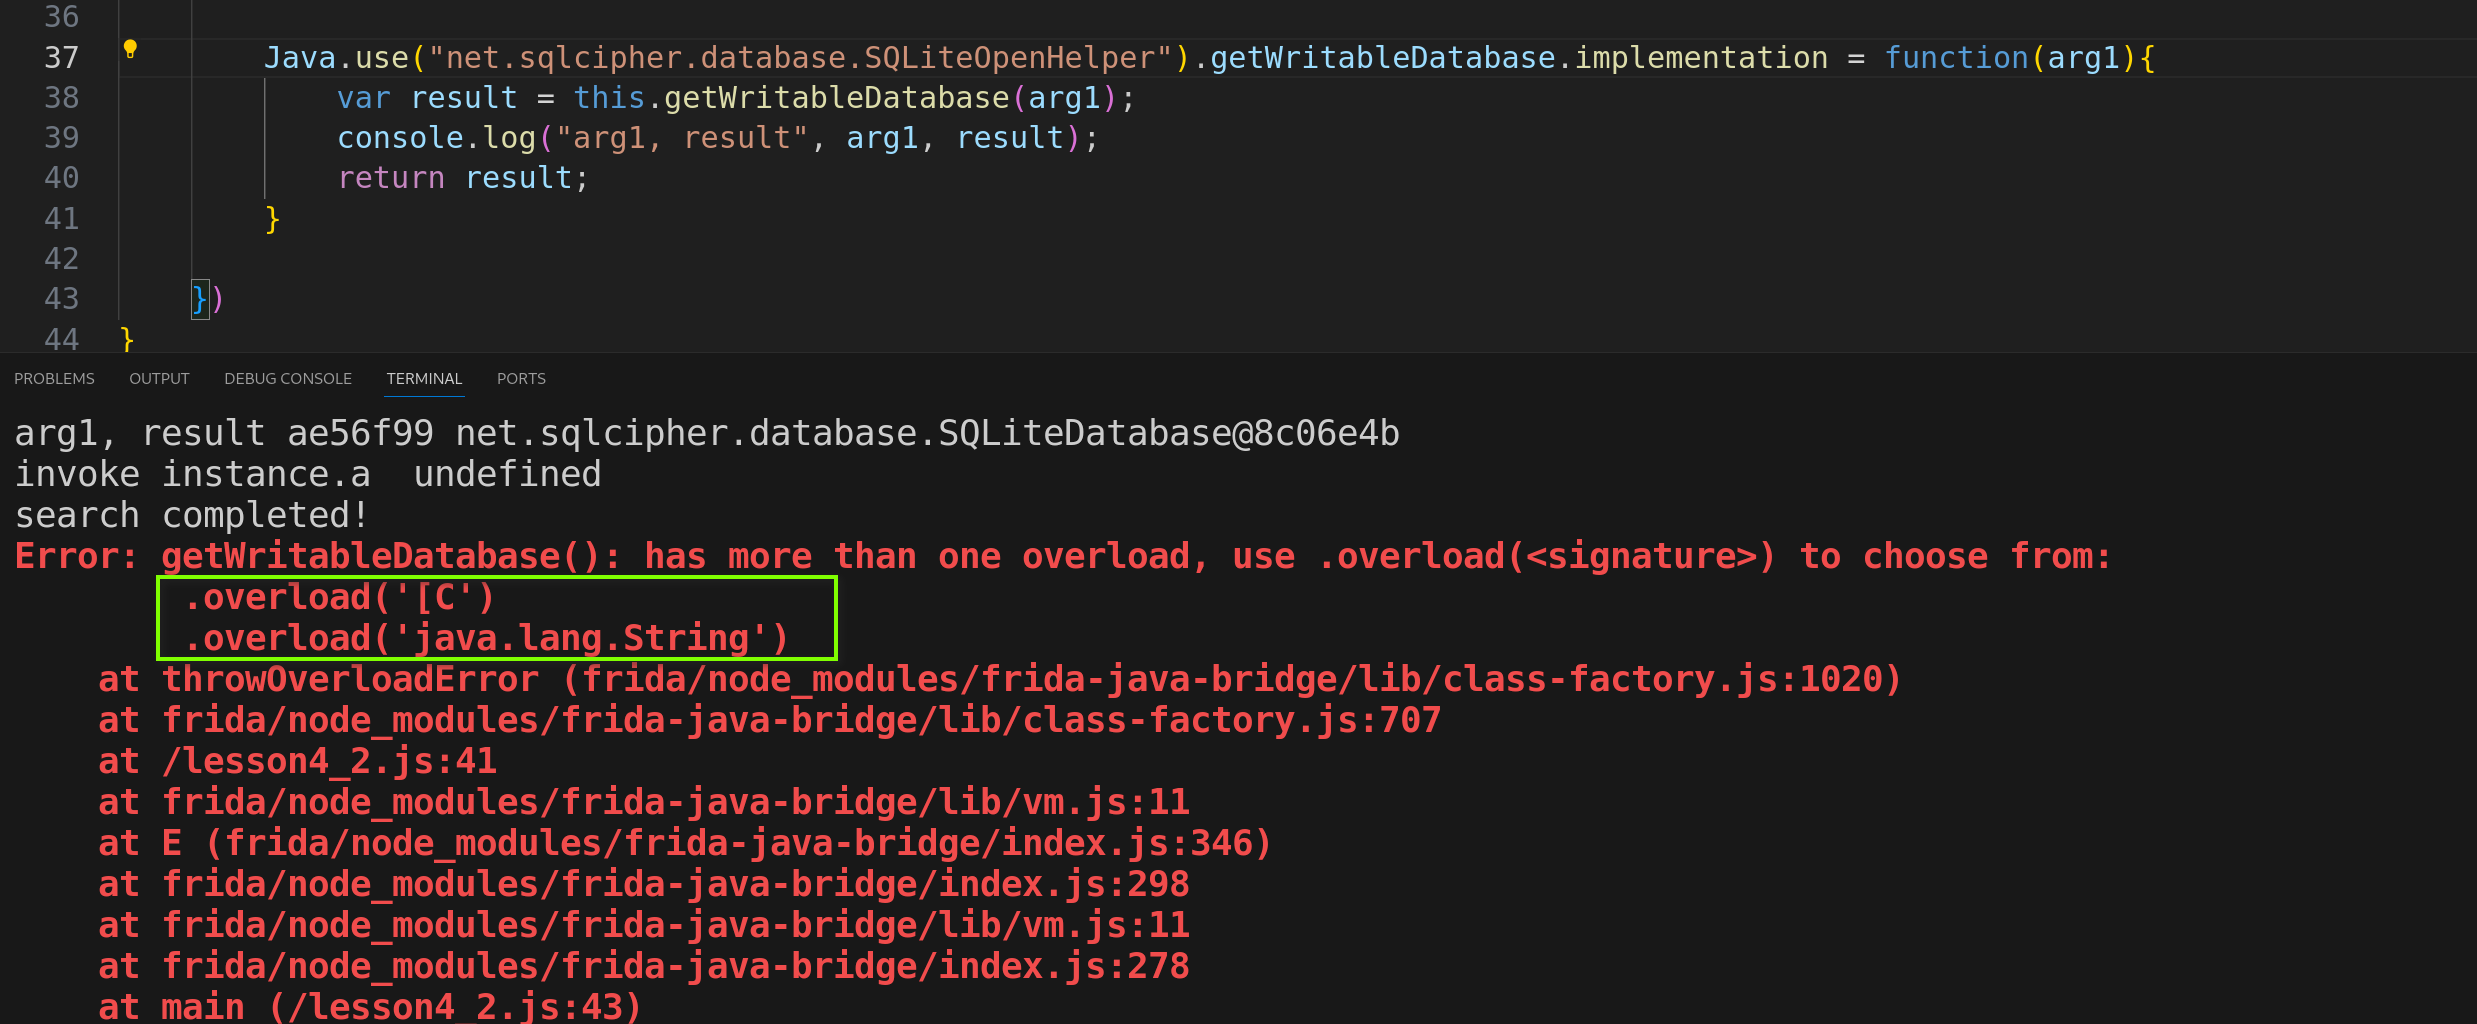 36
37 Java.use("net.sqlcipher.database.SQLiteOpenHelper").getWritableDatabase.implementation = function(arg1){
38 var result = this.getWritableDatabase(arg1);
39 console.log("arg1, result", arg1, result);
40 return result;
41 }
42
43 })
44 }
PROBLEMS OUTPUT DEBUG CONSOLE TERMINAL PORTS
arg1, result ae56f99 net.sqlcipher.database.SQLiteDatabase@8c06e4b
invoke instance.a  undefined
search completed!
Error: getWritableDatabase(): has more than one overload, use .overload(<signature>) to choose from:
.overload('[C')
.overload('java.lang.String')
at throwOverloadError (frida/node_modules/frida-java-bridge/lib/class-factory.js:1020)
at frida/node_modules/frida-java-bridge/lib/class-factory.js:707
at /lesson4_2.js:41
at frida/node_modules/frida-java-bridge/lib/vm.js:11
at E (frida/node_modules/frida-java-bridge/index.js:346)
at frida/node_modules/frida-java-bridge/index.js:298
at frida/node_modules/frida-java-bridge/lib/vm.js:11
at frida/node_modules/frida-java-bridge/index.js:278
at main (/lesson4_2.js:43)